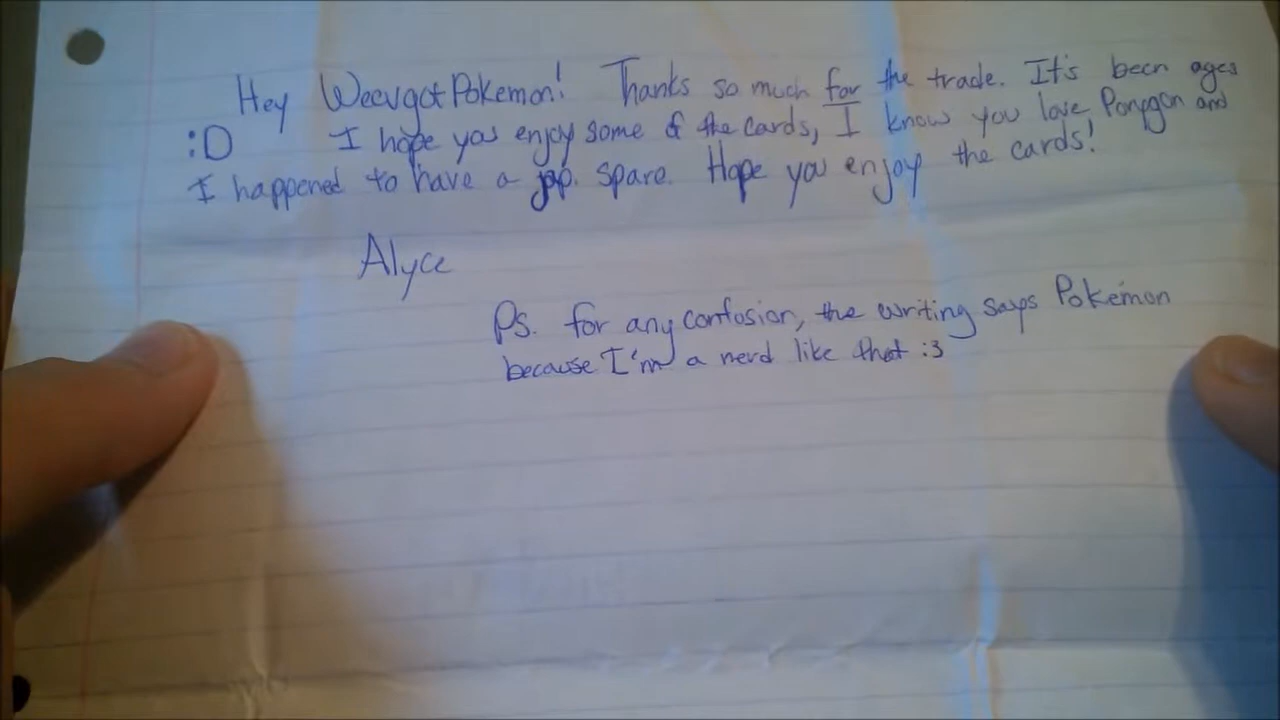 Hey WeevgotPokemon! Thanks so much for the trade. It's been ages
:D I hope you enjoy some of the cards, I know you love Porygon and
I happened to have a jap. spare. Hope you enjoy the cards!
Alyce
Ps. for any confusion, the writing says Pokémon
because I'm a nerd like that :3